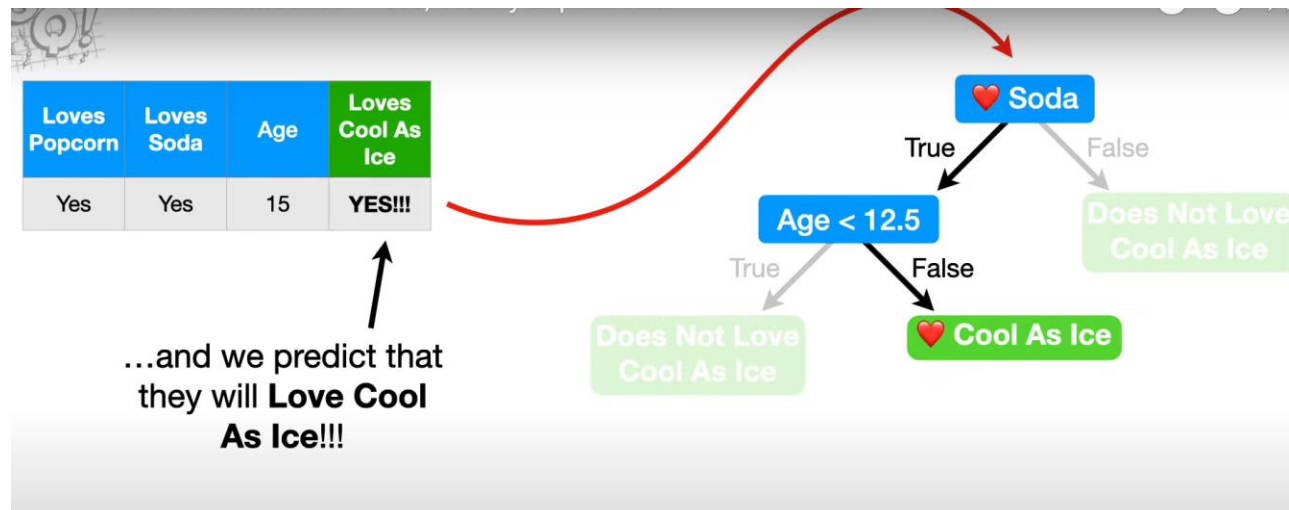 Loves Popcorn
Loves Soda
Age
Loves Cool As Ice
Yes
Yes
15
YES!!!
...and we predict that
they will Love Cool
As Ice!!!
❤️ Soda
True
False
Age < 12.5
Does Not Love
Cool As Ice
True
False
Does Not Love
Cool As Ice
❤️ Cool As Ice